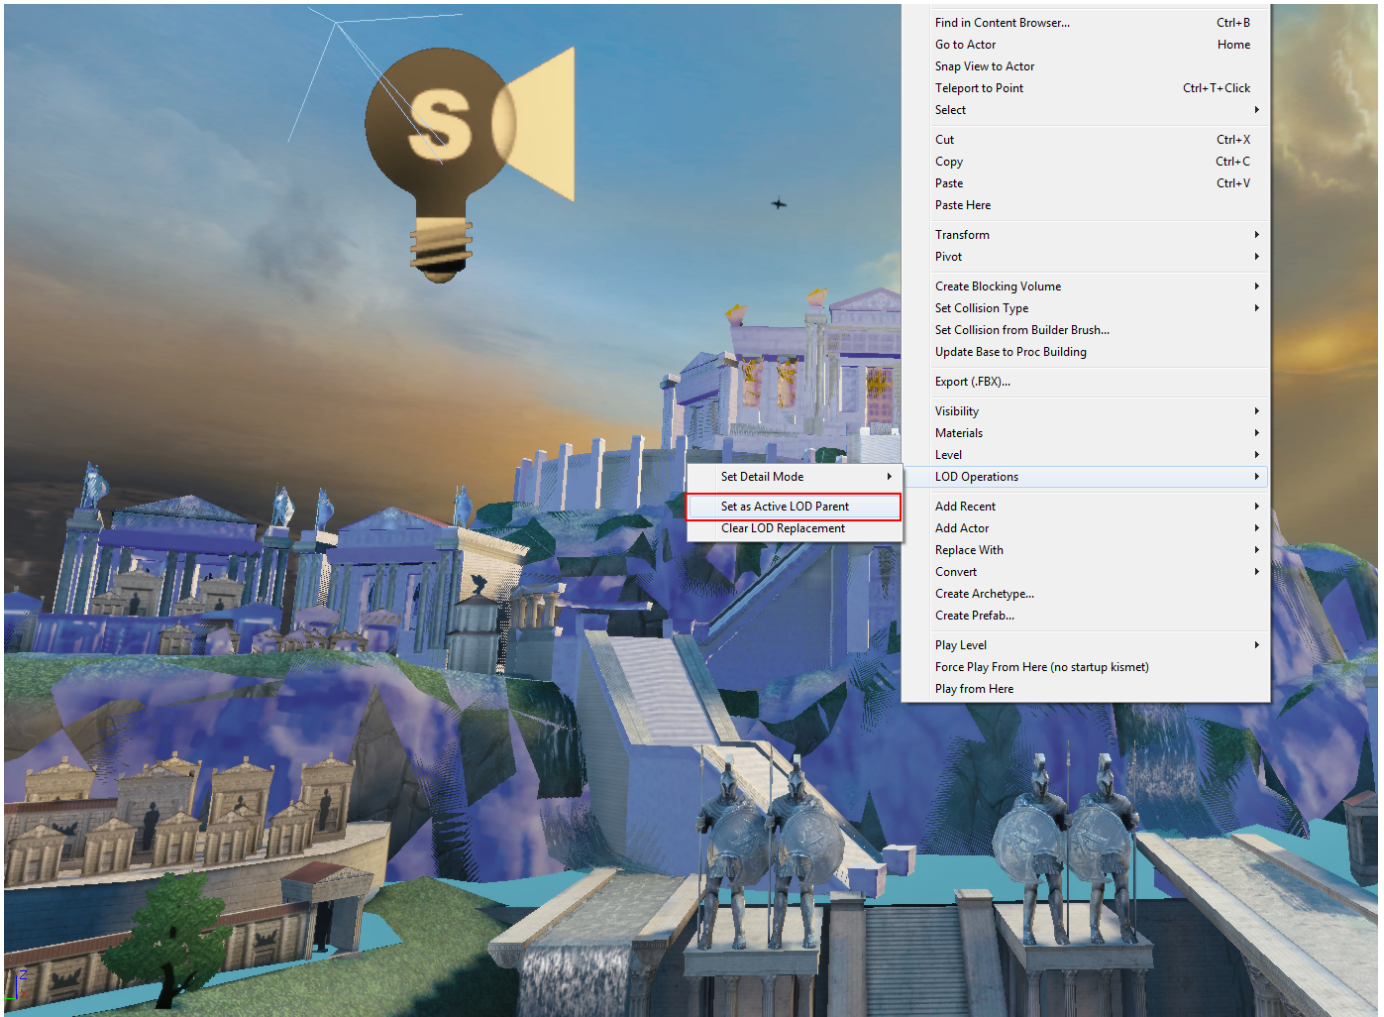 S
Find in Content Browser... Ctrl+B
Go to Actor Home
Snap View to Actor
Teleport to Point Ctrl+T+Click
Select
Cut Ctrl+X
Copy Ctrl+C
Paste Ctrl+V
Paste Here
Transform
Pivot
Create Blocking Volume
Set Collision Type
Set Collision from Builder Brush...
Update Base to Proc Building
Export (.FBX)...
Visibility
Materials
Level
LOD Operations
Set Detail Mode
Set as Active LOD Parent
Clear LOD Replacement
Add Recent
Add Actor
Replace With
Convert
Create Archetype...
Create Prefab...
Play Level
Force Play From Here (no startup kismet)
Play from Here
Z